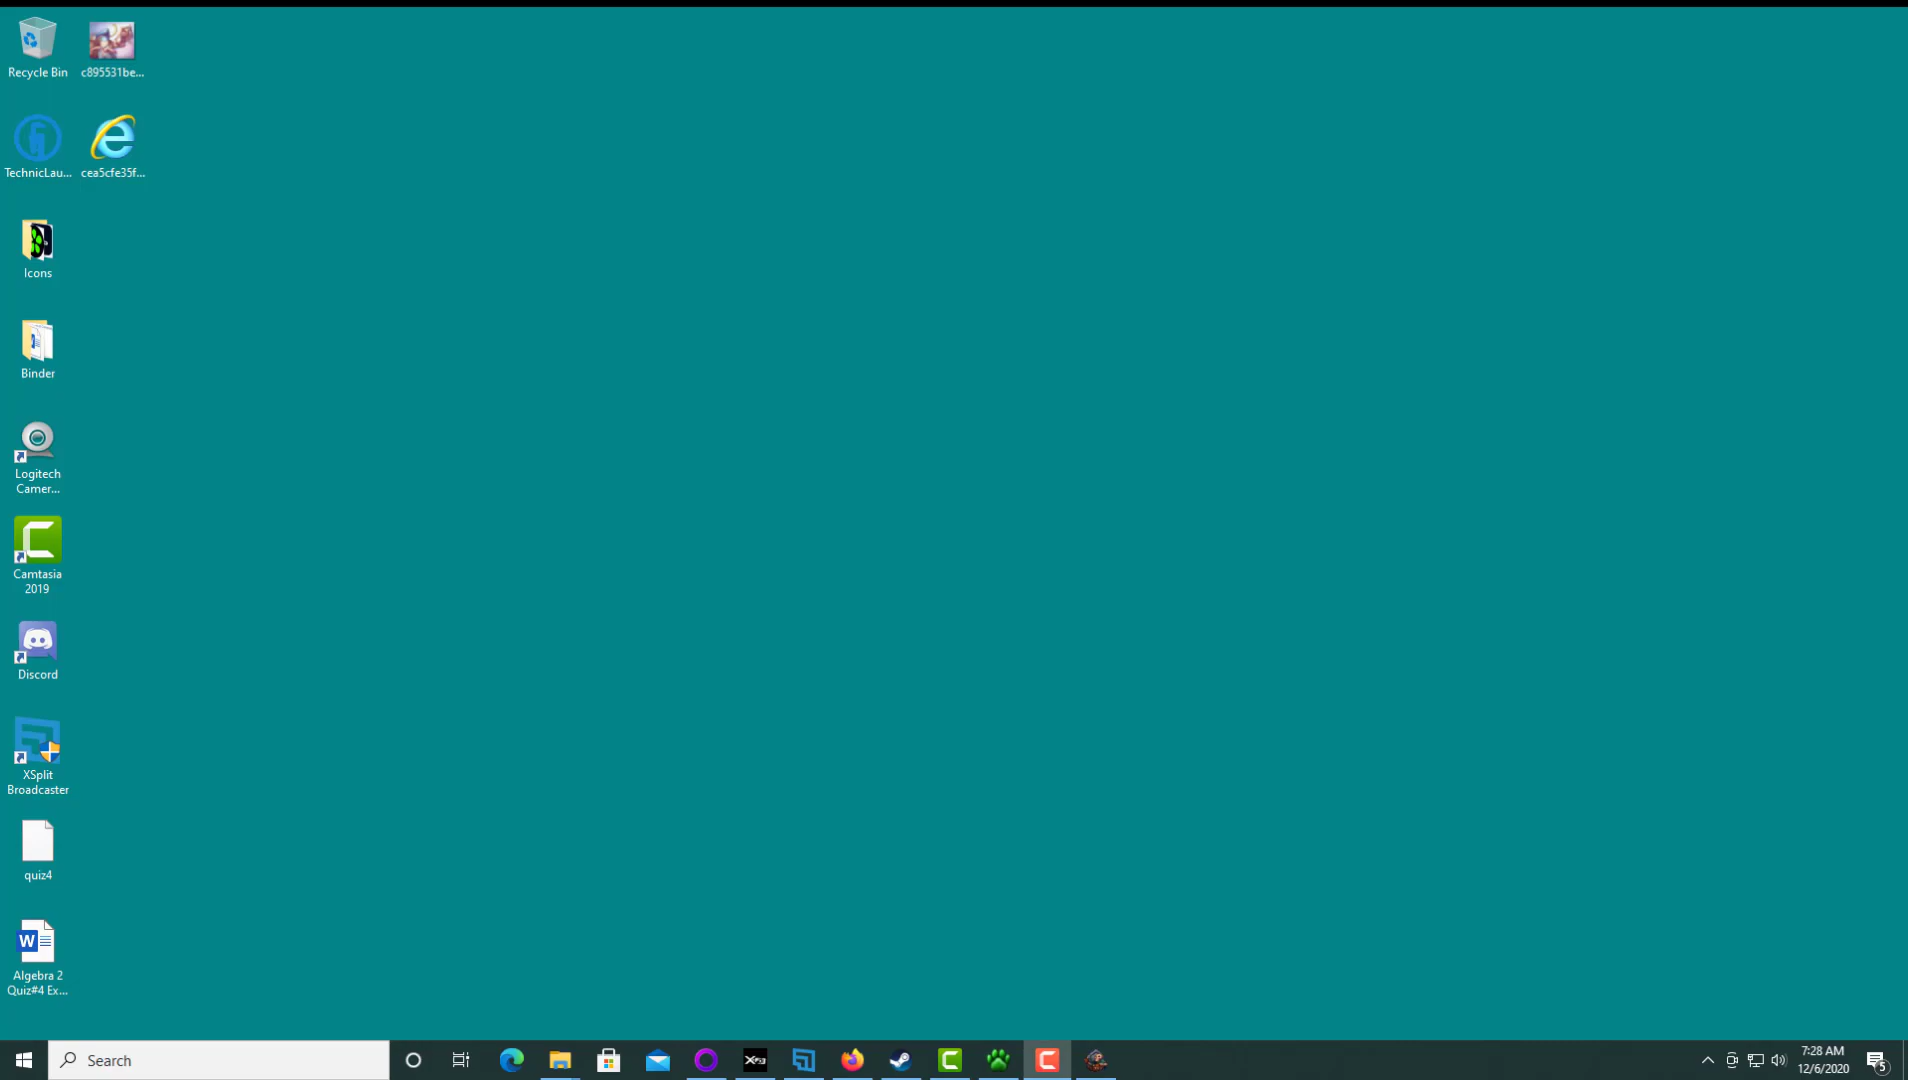 Recycle Bin
c895531be...
TechnicLau...
cea5cfe35f...
Icons
Binder
Logitech
Camer...
Camtasia
2019
Discord
XSplit
Broadcaster
quiz4
Algebra 2
Quiz#4 Ex...
Search
7:28 AM
12/6/2020
5